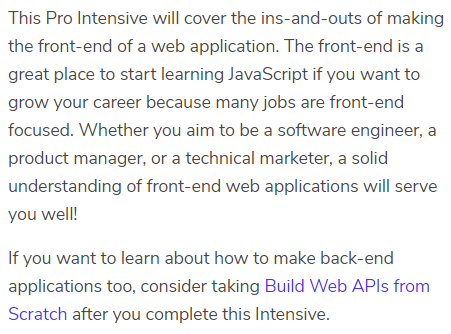 This Pro Intensive will cover the ins-and-outs of making
the front-end of a web application. The front-end is a
great place to start learning JavaScript if you want to
grow your career because many jobs are front-end
focused. Whether you aim to be a software engineer, a
product manager, or a technical marketer, a solid
understanding of front-end web applications will serve
you well!
If you want to learn about how to make back-end
applications too, consider taking Build Web APIs from
Scratch after you complete this Intensive.